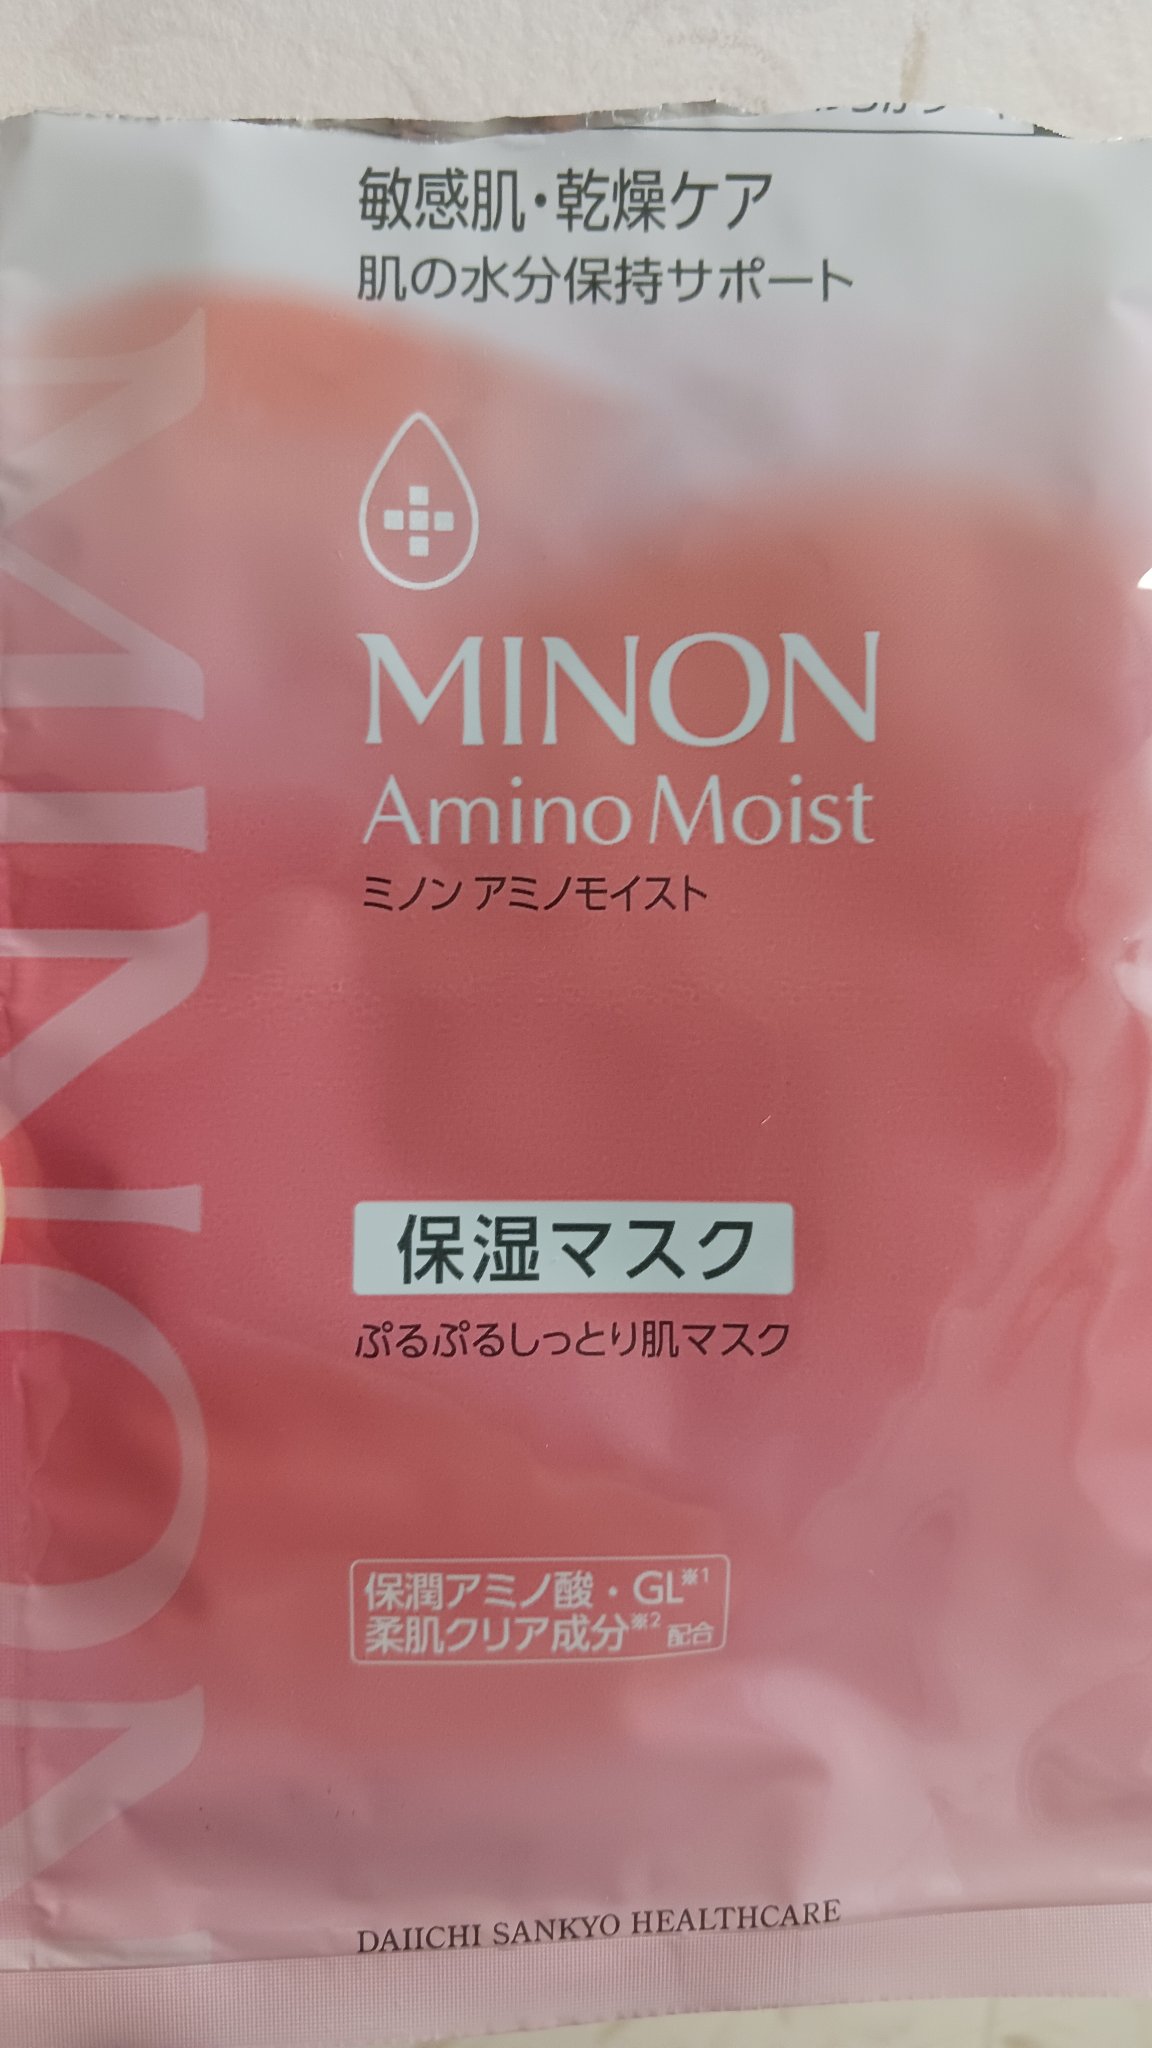 敏感肌・乾燥ケア
肌の水分保持サポート
MINON
Amino Moist
ミノン アミノモイスト
保湿マスク
ぷるぷるしっとり肌マスク
保潤アミノ酸・GL※1
柔肌クリア成分※2 配合
DAIICHI SANKYO HEALTHCARE
MINON